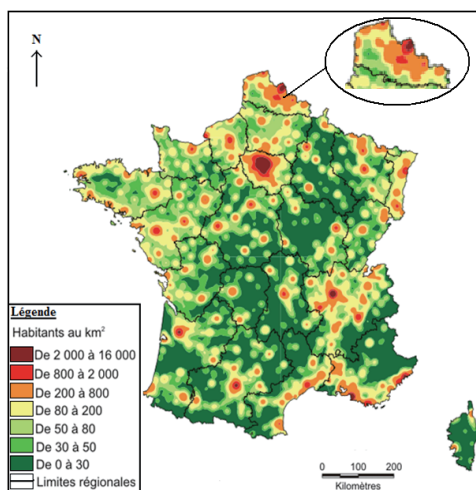 N
Légende
Habitants au km²
De 2 000 à 16 000
De 800 à 2 000
De 200 à 800
De 80 à 200
De 50 à 80
De 30 à 50
De 0 à 30
Limites régionales
0 100 200
Kilomètres